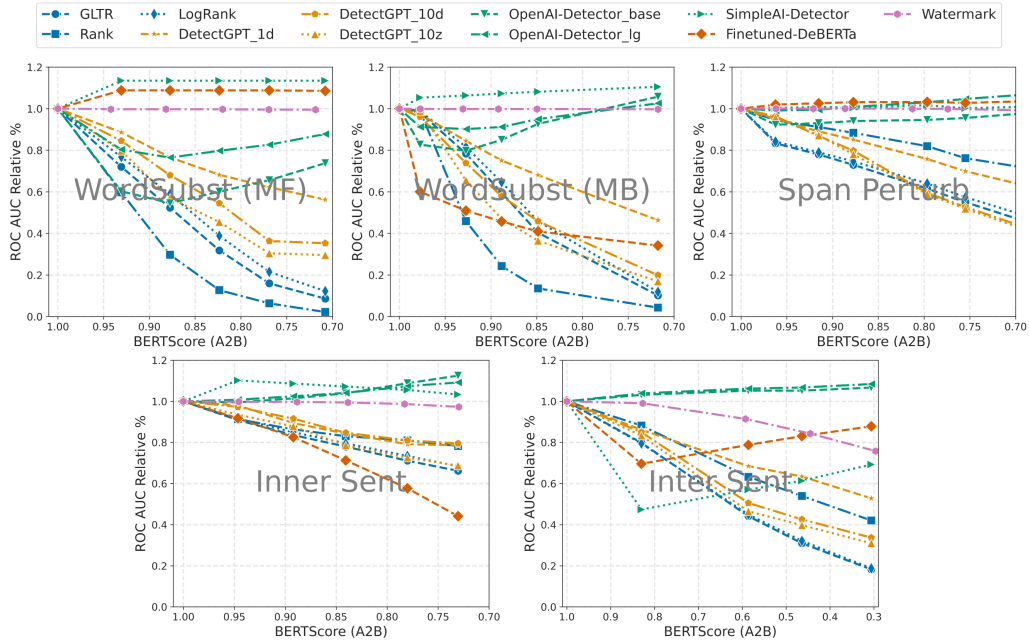 GLTR LogRank DetectGPT_10d OpenAI-Detector_base SimpleAI-Detector Watermark
Rank DetectGPT_1d DetectGPT_10z OpenAI-Detector_lg Finetuned-DeBERTa
1.2 1.2 1.2
1.0 1.0 1.0
0.8 0.8 0.8
0.6 0.6 0.6
0.4 0.4 0.4
0.2 0.2 0.2
0.0 0.0 0.0
ROC AUC Relative % ROC AUC Relative % ROC AUC Relative %
WordSubst (MF) WordSubst (MB) Span Perturb
1.00 0.95 0.90 0.85 0.80 0.75 0.70 1.00 0.95 0.90 0.85 0.80 0.75 0.70 1.00 0.95 0.90 0.85 0.80 0.75 0.70
BERTScore (A2B) BERTScore (A2B) BERTScore (A2B)
1.2 1.2
1.0 1.0
0.8 0.8
0.6 0.6
0.4 0.4
0.2 0.2
0.0 0.0
ROC AUC Relative % ROC AUC Relative %
Inner Sent Inter Sent
1.00 0.95 0.90 0.85 0.80 0.75 0.70 1.0 0.9 0.8 0.7 0.6 0.5 0.4 0.3
BERTScore (A2B) BERTScore (A2B)